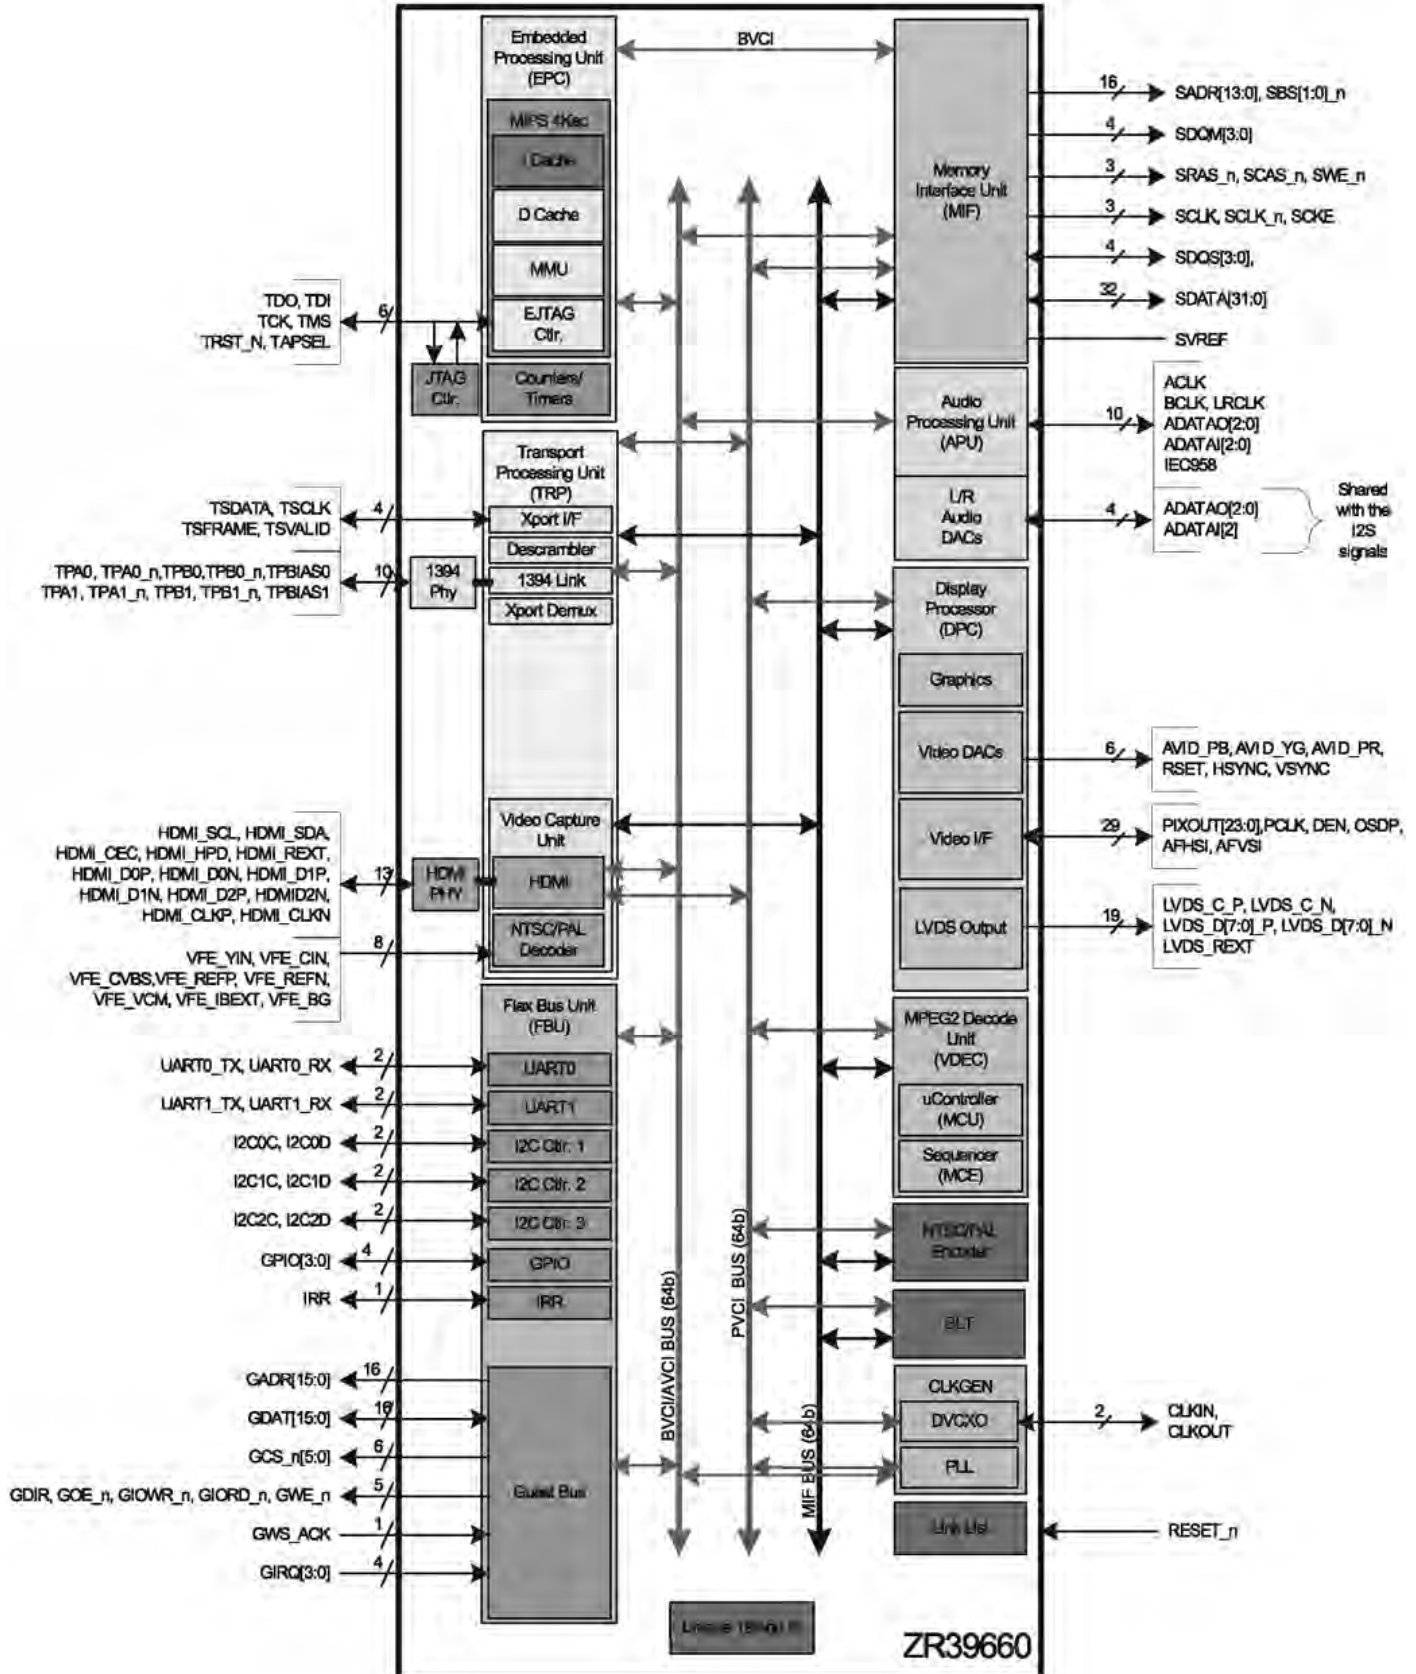 Embedded
Processing Unit
(EPC)
MIPS 4Kec
I Cache
D Cache
MMU
EJTAG
Ctlr.
Counters/
Timers
JTAG
Ctlr.
TDO, TDI
TCK, TMS
TRST_N, TAPSEL
6
BVCI
Transport
Processing Unit
(TRP)
Xport I/F
Descrambler
1394 Link
Xport Demux
1394
Phy
TSDATA, TSCLK
TSFRAME, TSVALID
4
TPA0, TPA0_n,TPB0,TPB0_n,TPBIAS0
TPA1, TPA1_n, TPB1, TPB1_n, TPBIAS1
10
Video Capture
Unit
HDMI
NTSC/PAL
Decoder
HDMI
PHY
HDMI_SCL, HDMI_SDA,
HDMI_CEC, HDMI_HPD, HDMI_REXT,
HDMI_D0P, HDMI_D0N, HDMI_D1P,
HDMI_D1N, HDMI_D2P, HDMID2N,
HDMI_CLKP, HDMI_CLKN
13
VFE_YIN, VFE_CIN,
VFE_CVBS,VFE_REFP, VFE_REFN,
VFE_VCM, VFE_IBEXT, VFE_BG
8
Flax Bus Unit
(FBU)
UART0_TX, UART0_RX
2
UART0
UART1_TX, UART1_RX
2
UART1
I2C0C, I2C0D
2
I2C Ctlr. 1
I2C1C, I2C1D
2
I2C Ctlr. 2
I2C2C, I2C2D
2
I2C Ctlr. 3
GPIO[3:0]
4
GPIO
IRR
1
IRR
GADR[15:0]
16
GDAT[15:0]
16
GCS_n[5:0]
6
GDIR, GOE_n, GIOWR_n, GIORD_n, GWE_n
5
GWS_ACK
1
GIRQ[3:0]
4
Guest Bus
BVCI/AVCI BUS (64b)
PVCI BUS (64b)
MIF BUS (64b)
Memory
Interface Unit
(MIF)
16
SADR[13:0], SBS[1:0]_n
4
SDQM[3:0]
3
SRAS_n, SCAS_n, SWE_n
3
SCLK, SCLK_n, SCKE
4
SDQS[3:0],
32
SDATA[31:0]
SVREF
Audio
Processing Unit
(APU)
10
ACLK
BCLK, LRCLK
ADATAO[2:0]
ADATAI[2:0]
IEC958
L/R
Audio
DACs
4
ADATAO[2:0]
ADATAI[2]
Shared
with the
I2S
signals
Display
Processor
(DPC)
Graphics
Video DACs
6
AVID_PB, AVID_YG, AVID_PR,
RSET, HSYNC, VSYNC
Video I/F
29
PIXOUT[23:0],PCLK, DEN, OSDP,
AFHSI, AFVSI
LVDS Output
19
LVDS_C_P, LVDS_C_N,
LVDS_D[7:0]_P, LVDS_D[7:0]_N
LVDS_REXT
MPEG2 Decode
Unit
(VDEC)
uController
(MCU)
Sequencer
(MCE)
NTSC/PAL
Encoder
BLT
CLKGEN
DVCXO
PLL
2
CLKIN,
CLKOUT
Link List
RESET_n
ZR39660